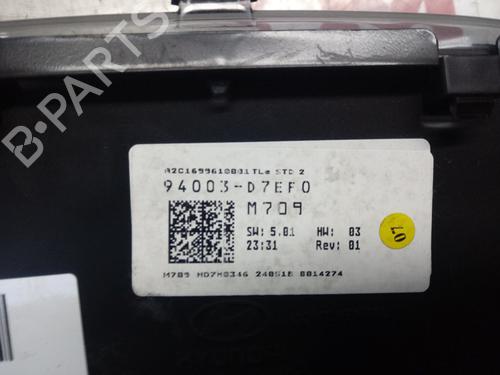 B-PARTS
A2C1699610801TLe STD 2
94003-D7EF0
M709
SW: 5.01 HW: 03
23:31 Rev: 01
07
M709 MD7M0346 240518 0014274